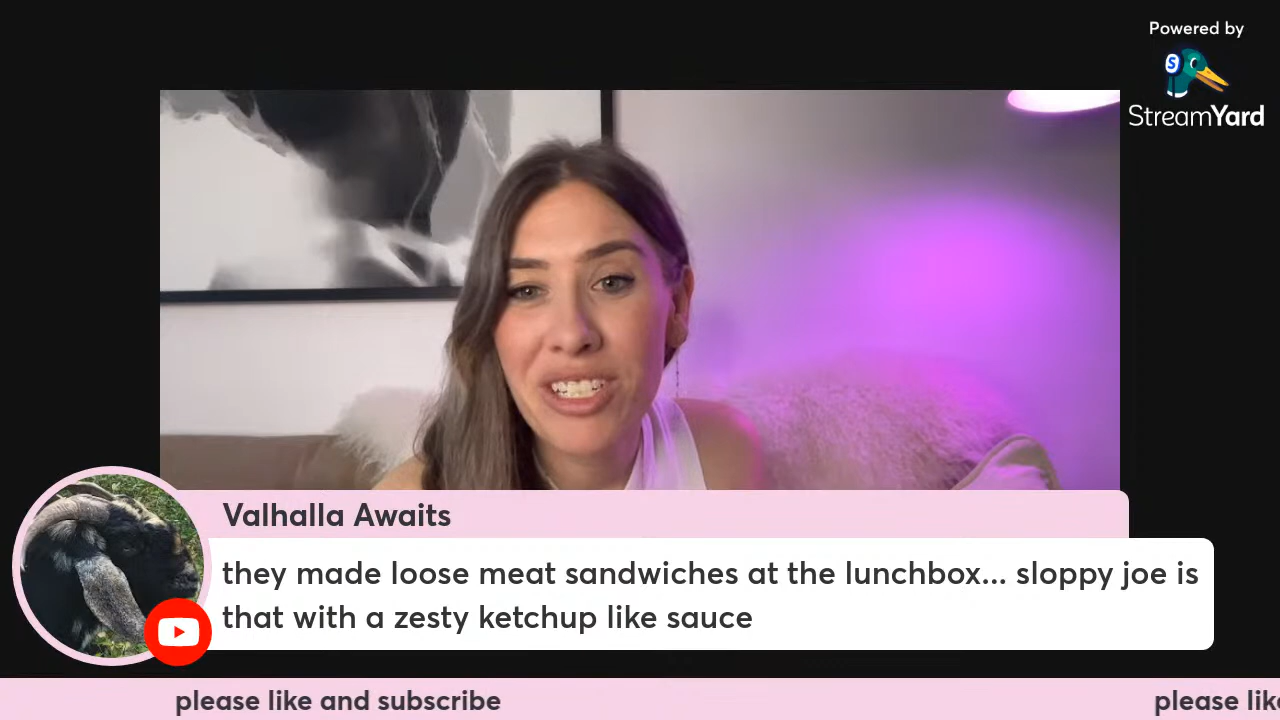 Powered by
StreamYard
Valhalla Awaits
they made loose meat sandwiches at the lunchbox... sloppy joe is
that with a zesty ketchup like sauce
please like and subscribe
please like